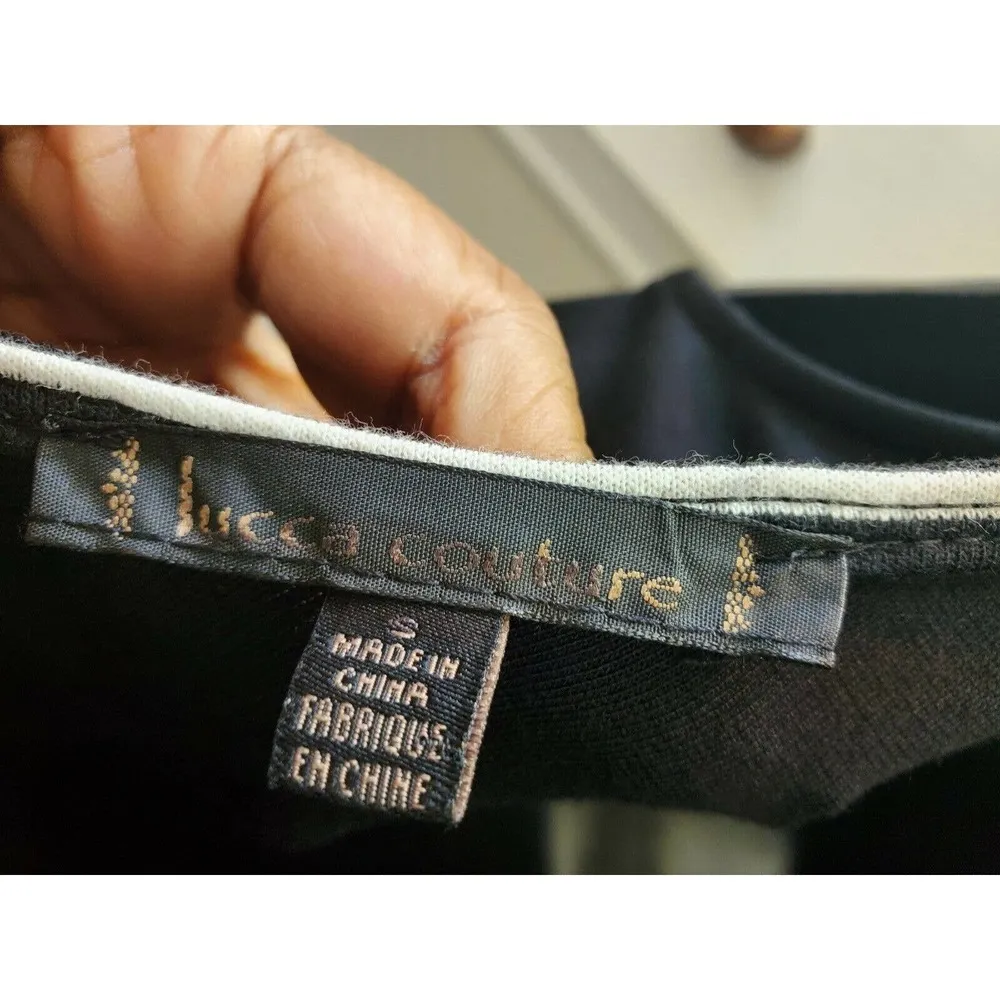 lucca couture
S
MADE IN
CHINA
FABRIQUE
EN CHINE